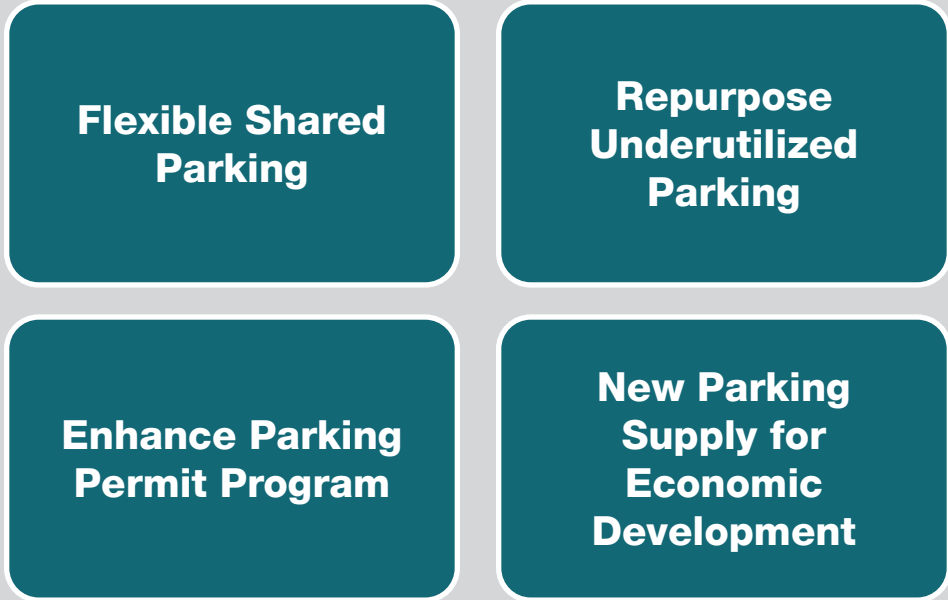 Flexible Shared
Parking
Repurpose
Underutilized
Parking
Enhance Parking
Permit Program
New Parking
Supply for
Economic
Development